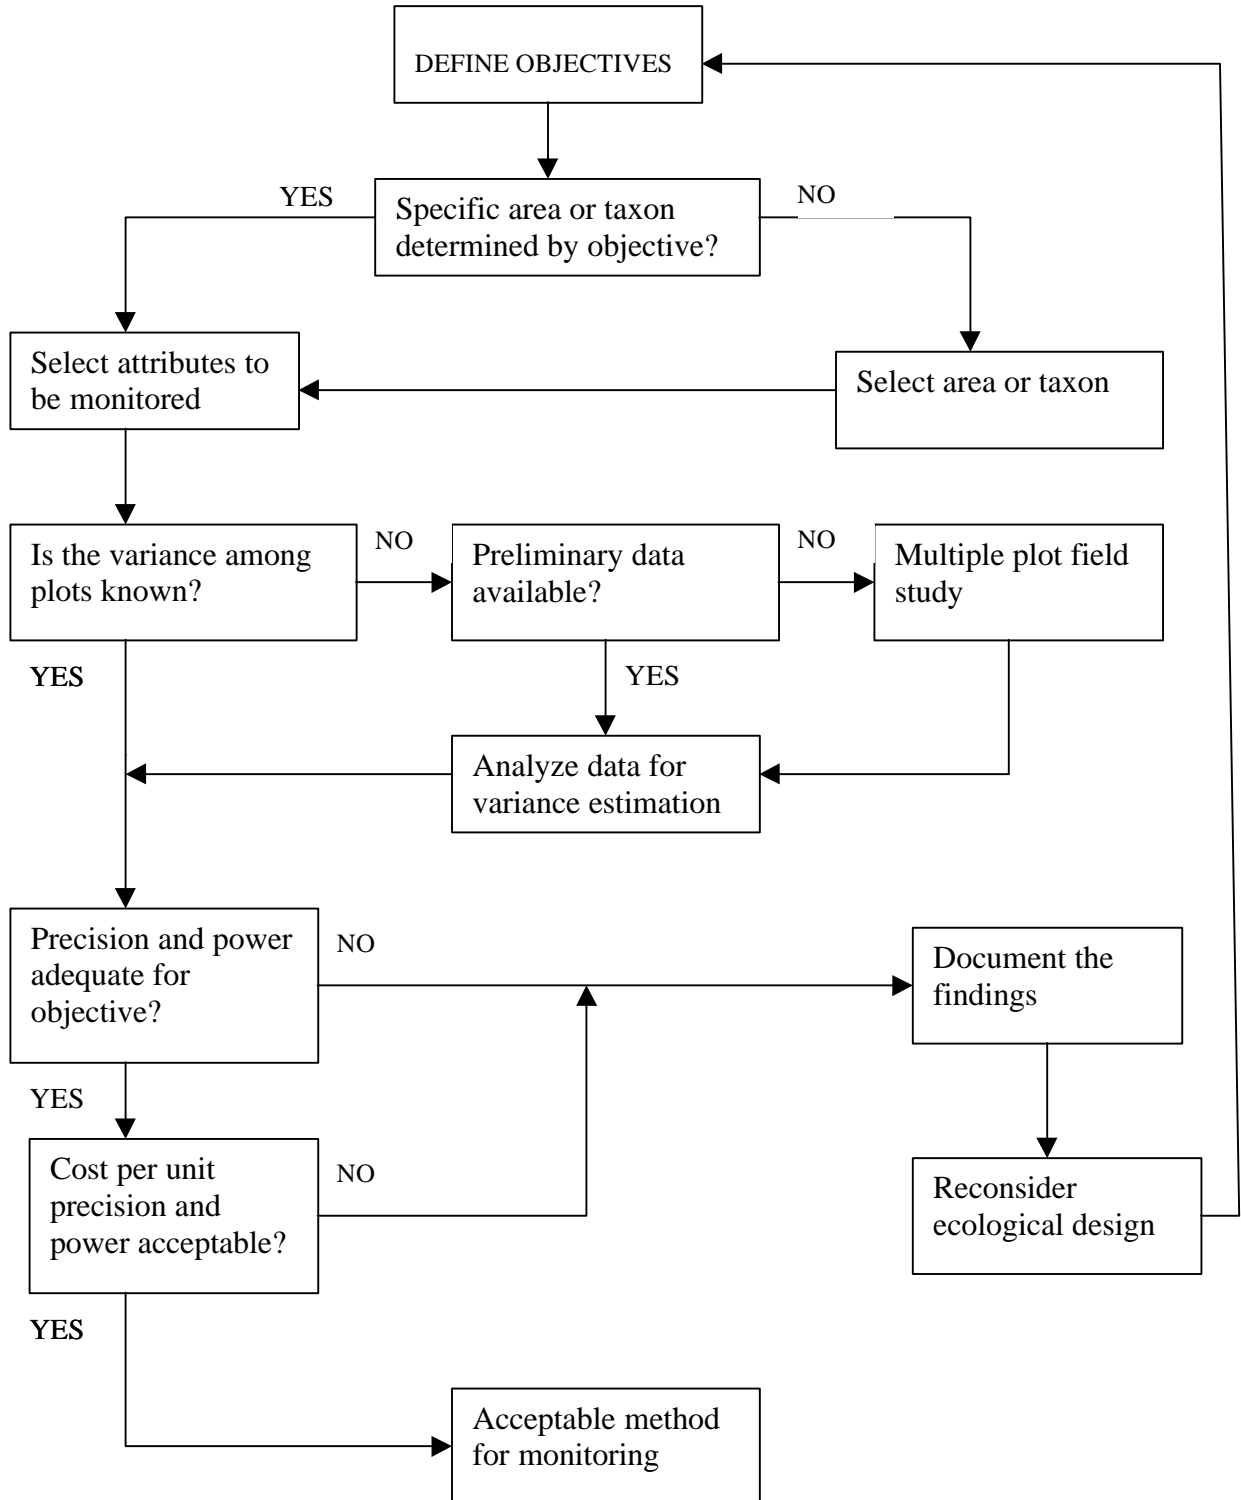 DEFINE OBJECTIVES
YES
NO
Specific area or taxon
determined by objective?
Select attributes to
be monitored
Select area or taxon
Is the variance among
plots known?
NO
Preliminary data
available?
NO
Multiple plot field
study
YES
YES
Analyze data for
variance estimation
Precision and power
adequate for
objective?
NO
Document the
findings
YES
Cost per unit
precision and
power acceptable?
NO
Reconsider
ecological design
YES
Acceptable method
for monitoring